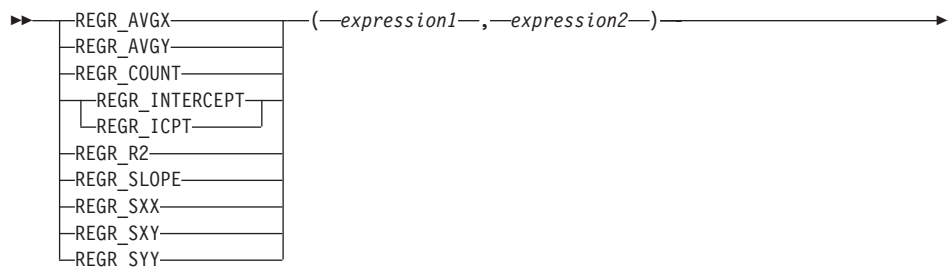 REGR_AVGX ( expression1 , expression2 )
REGR_AVGY
REGR_COUNT
REGR_INTERCEPT
REGR_ICPT
REGR_R2
REGR_SLOPE
REGR_SXX
REGR_SXY
REGR_SYY